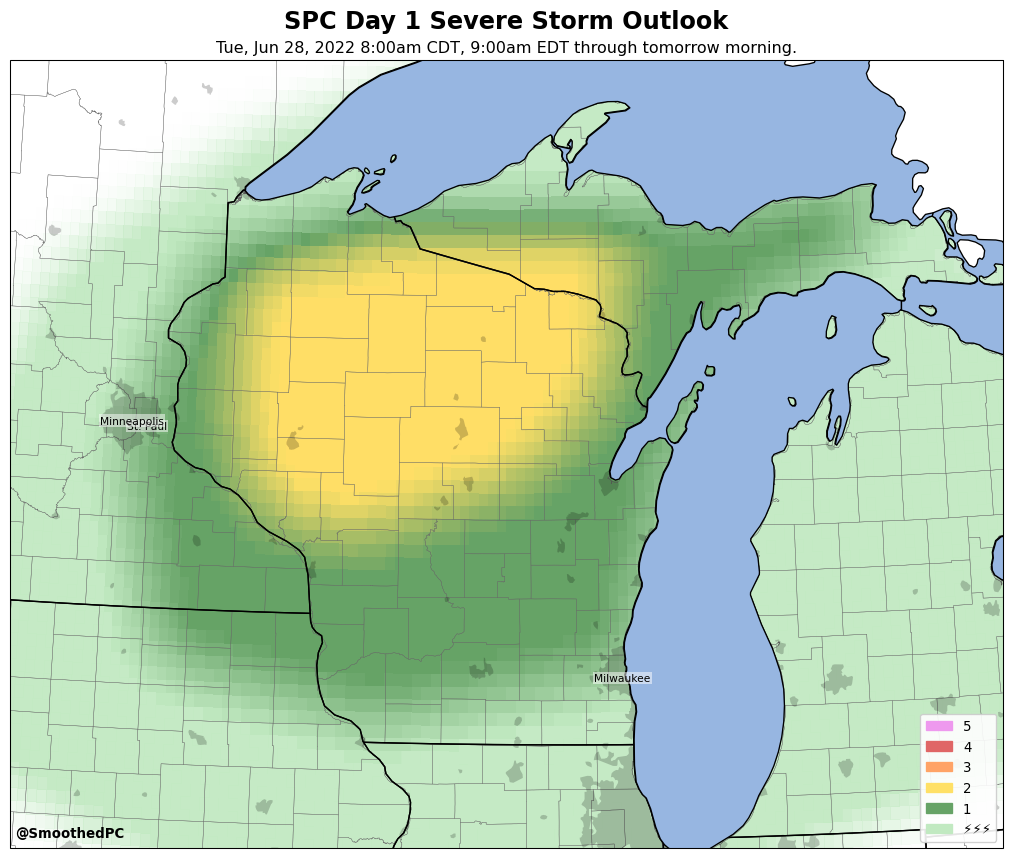 SPC Day 1 Severe Storm Outlook
Tue, Jun 28, 2022 8:00am CDT, 9:00am EDT through tomorrow morning.
Minneapolis
St. Paul
Milwaukee
5
4
3
2
1
⚡⚡⚡
@SmoothedPC